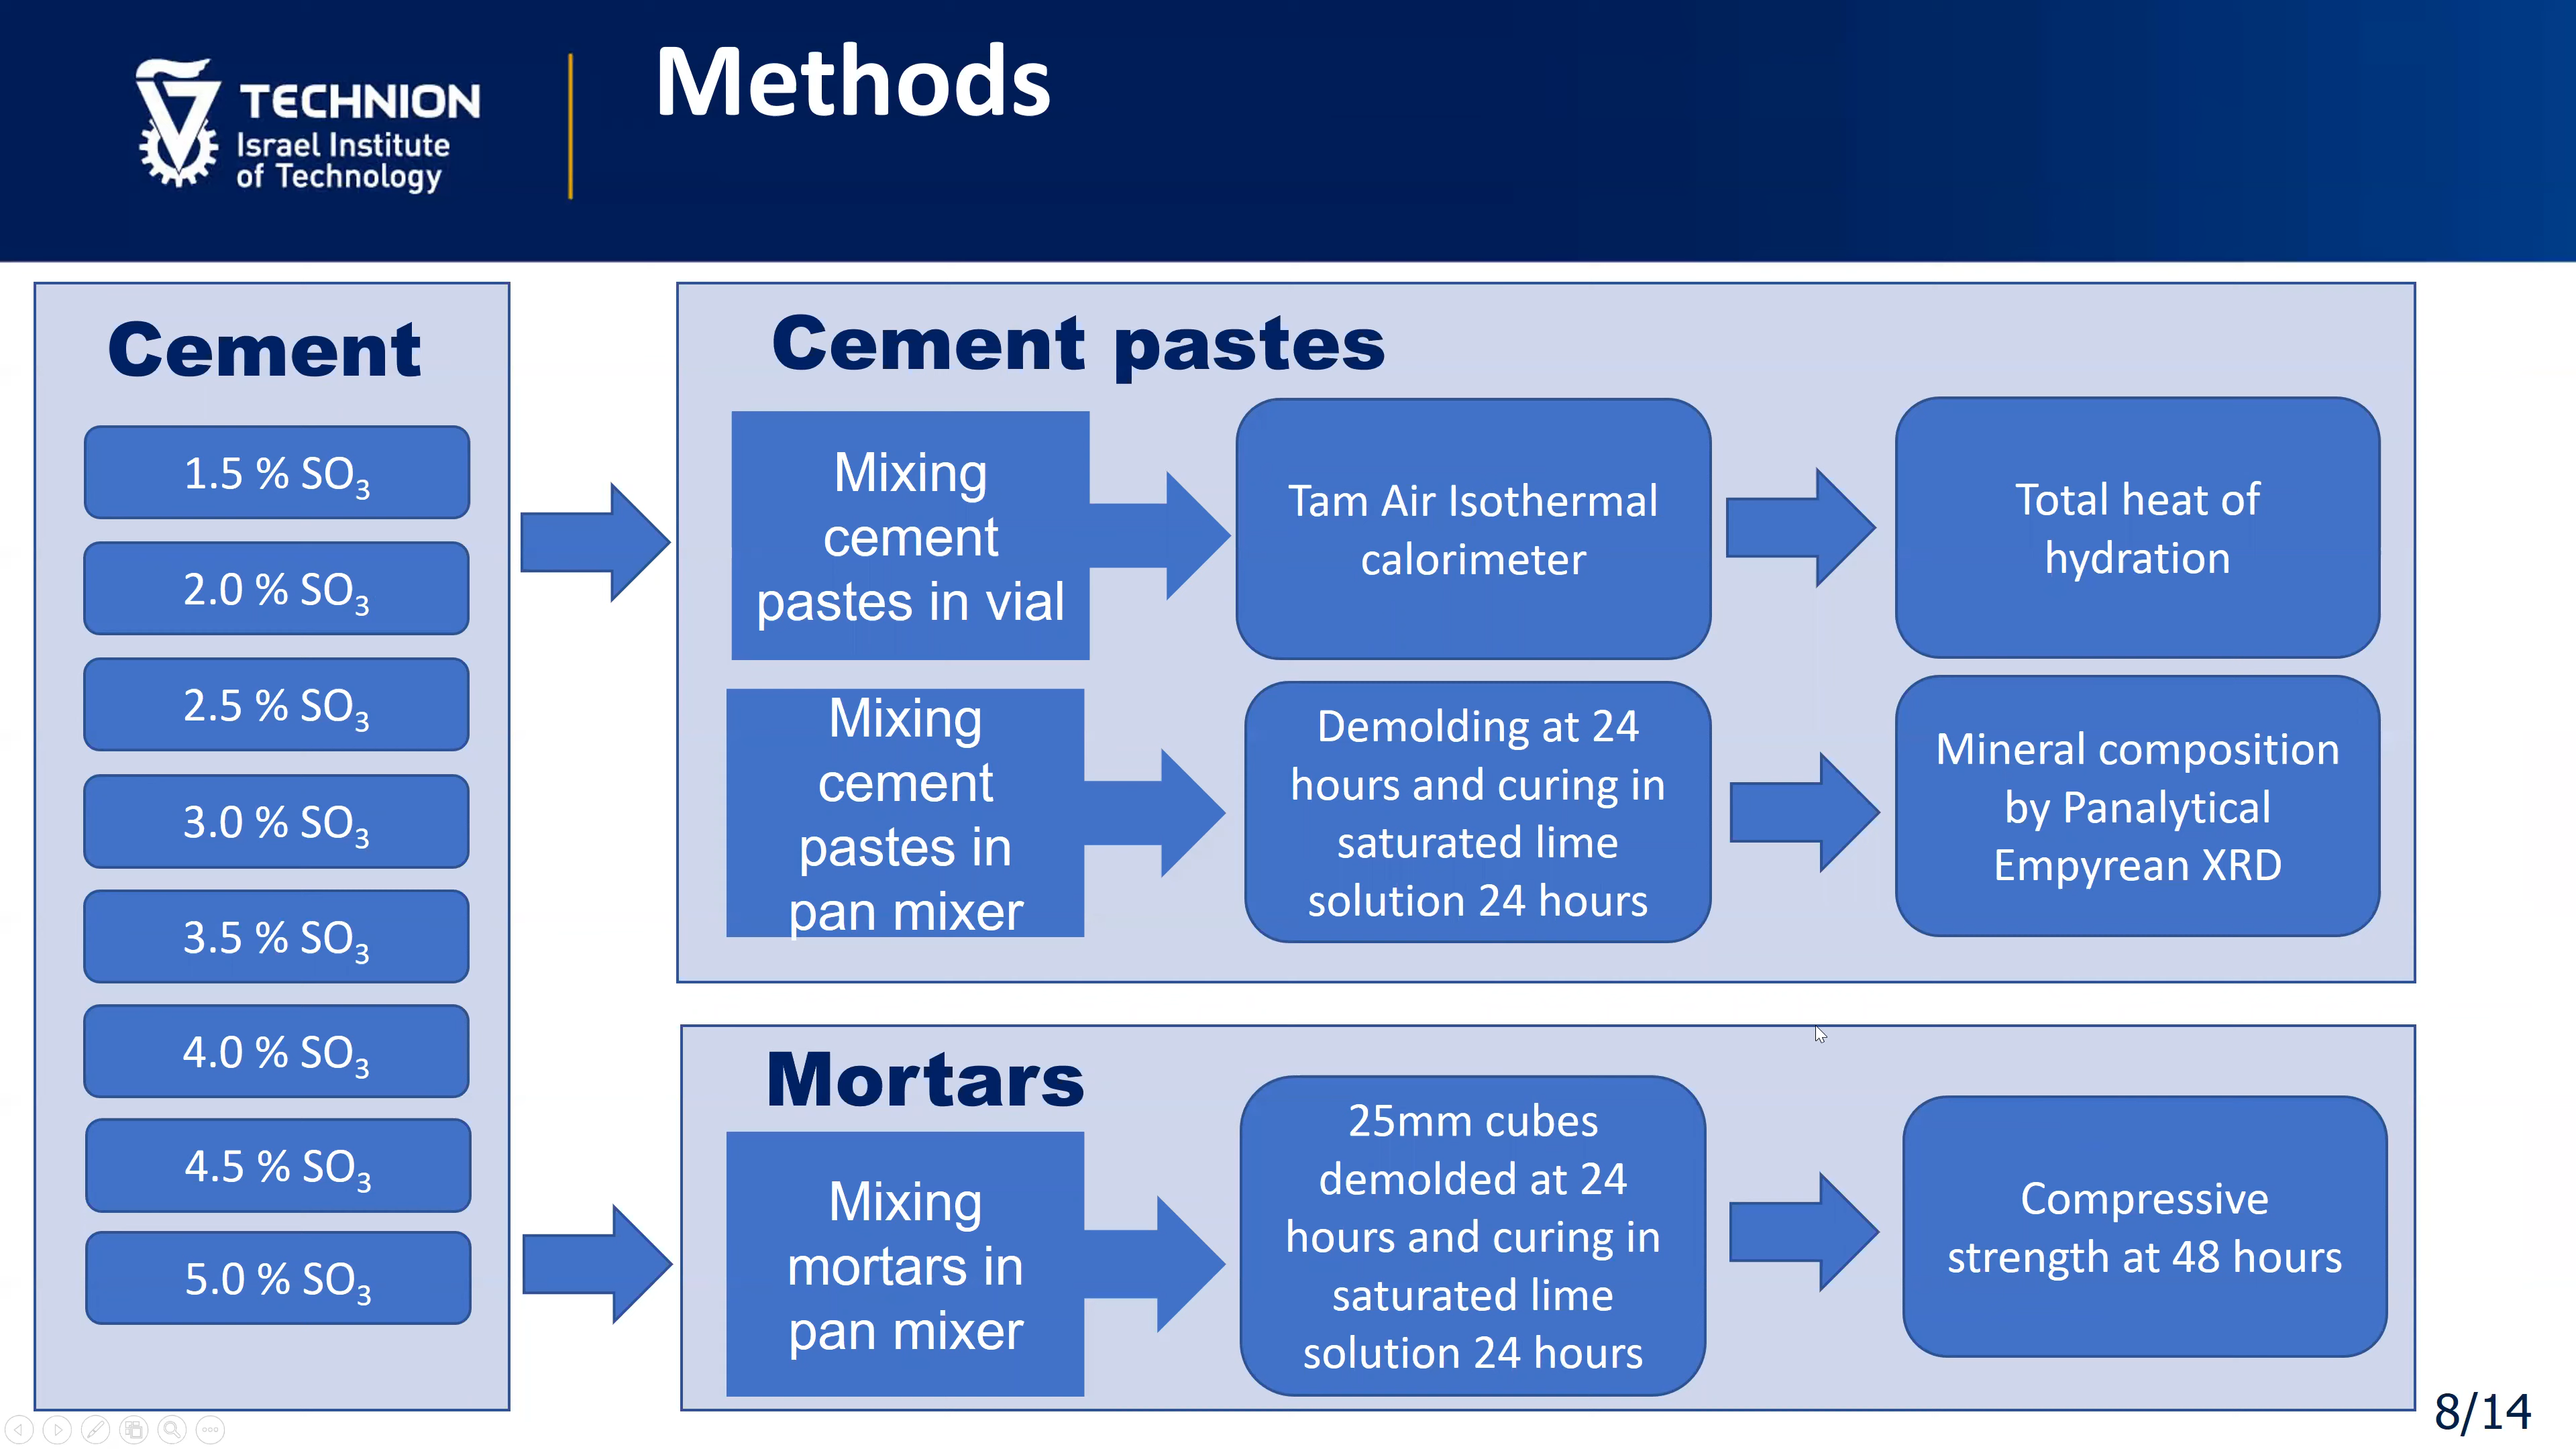 TECHNION
Israel Institute
of Technology
Methods
Cement
1.5 % SO₃
2.0 % SO₃
2.5 % SO₃
3.0 % SO₃
3.5 % SO₃
4.0 % SO₃
4.5 % SO₃
5.0 % SO₃
Cement pastes
Mixing
cement
pastes in vial
Tam Air Isothermal
calorimeter
Total heat of
hydration
Mixing
cement
pastes in
pan mixer
Demolding at 24
hours and curing in
saturated lime
solution 24 hours
Mineral composition
by Panalytical
Empyrean XRD
Mortars
Mixing
mortars in
pan mixer
25mm cubes
demolded at 24
hours and curing in
saturated lime
solution 24 hours
Compressive
strength at 48 hours
8/14